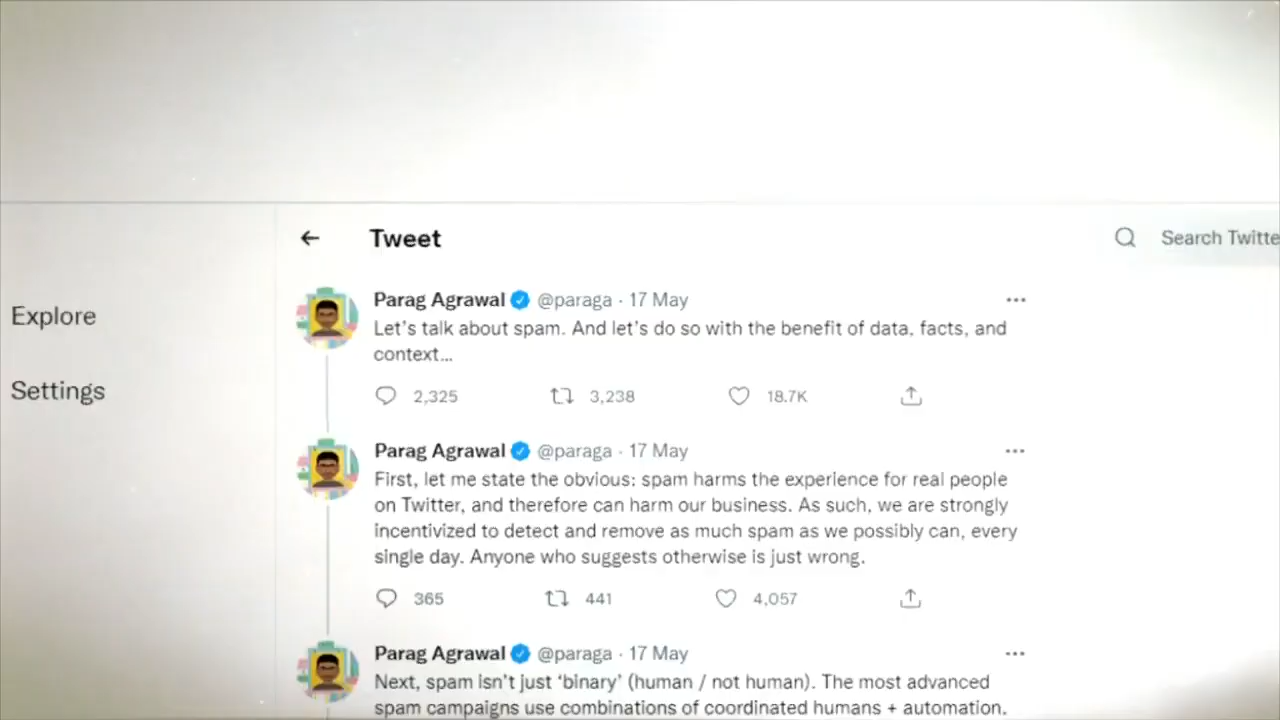 Tweet
Search Twitte
Explore
Settings
Parag Agrawal @paraga · 17 May
Let's talk about spam. And let's do so with the benefit of data, facts, and
context...
2,325 3,238 18.7K
Parag Agrawal @paraga · 17 May
First, let me state the obvious: spam harms the experience for real people
on Twitter, and therefore can harm our business. As such, we are strongly
incentivized to detect and remove as much spam as we possibly can, every
single day. Anyone who suggests otherwise is just wrong.
365 441 4,057
Parag Agrawal @paraga · 17 May
Next, spam isn't just ‘binary’ (human / not human). The most advanced
spam campaigns use combinations of coordinated humans + automation.